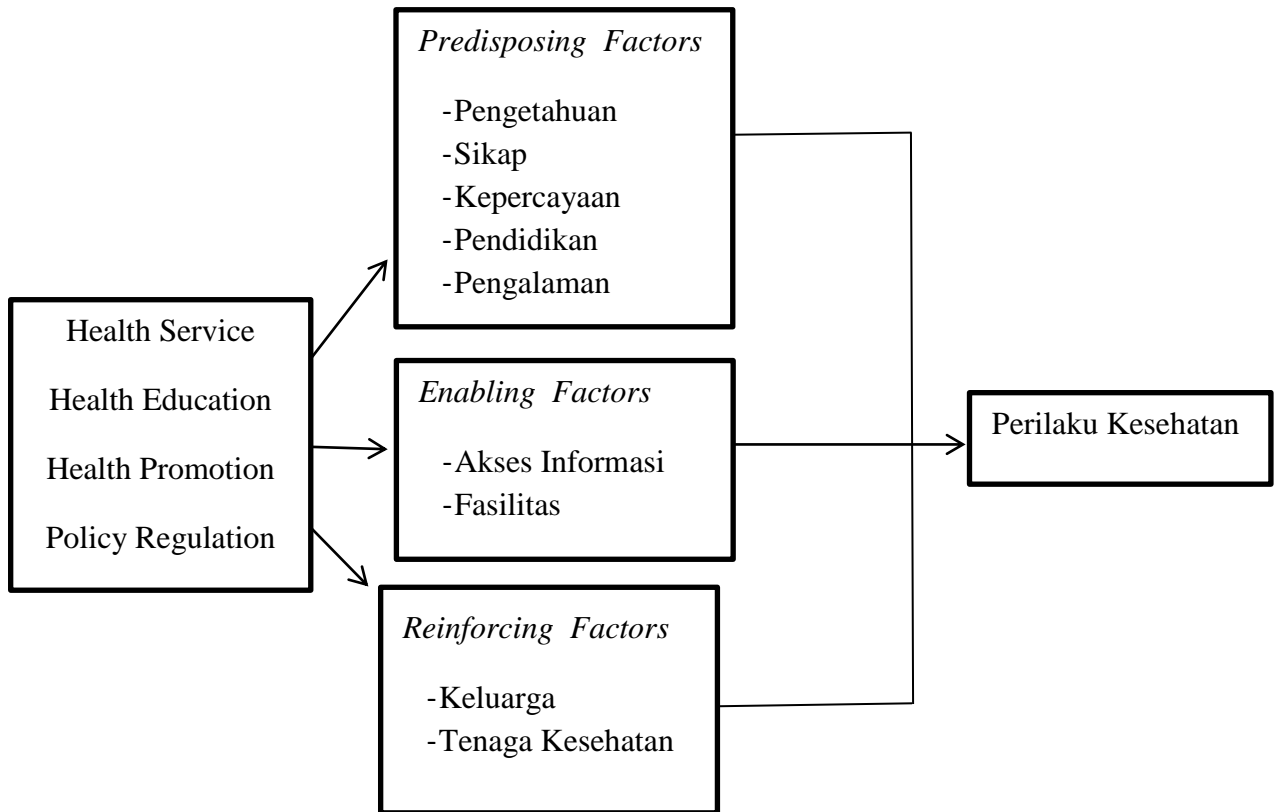 Health Service
Health Education
Health Promotion
Policy Regulation
Predisposing Factors
-Pengetahuan
-Sikap
-Kepercayaan
-Pendidikan
-Pengalaman
Enabling Factors
-Akses Informasi
-Fasilitas
Reinforcing Factors
-Keluarga
-Tenaga Kesehatan
Perilaku Kesehatan